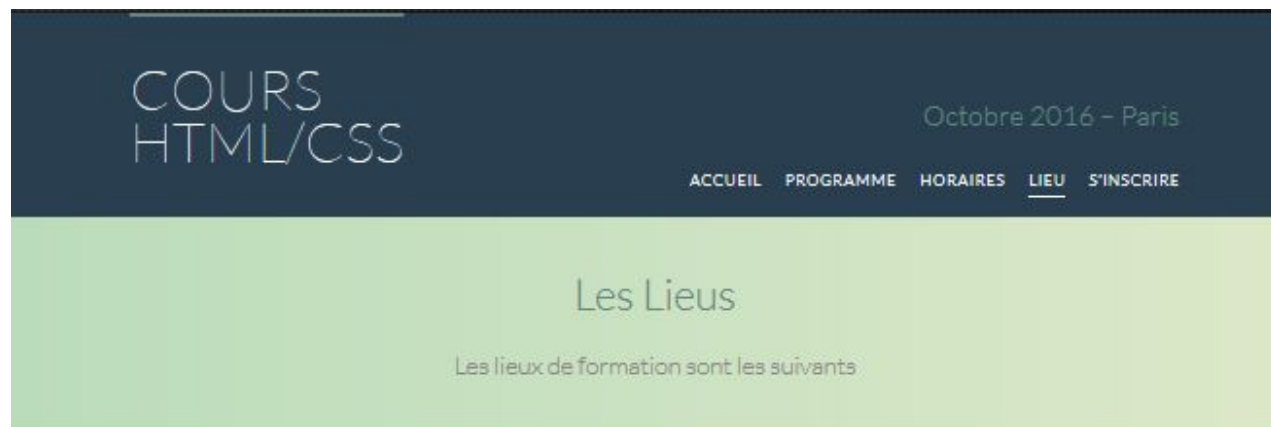 COURS
HTML/CSS
Octobre 2016 – Paris
ACCUEIL PROGRAMME HORAIRES LIEU S'INSCRIRE
Les Lieus
Les lieux de formation sont les suivants